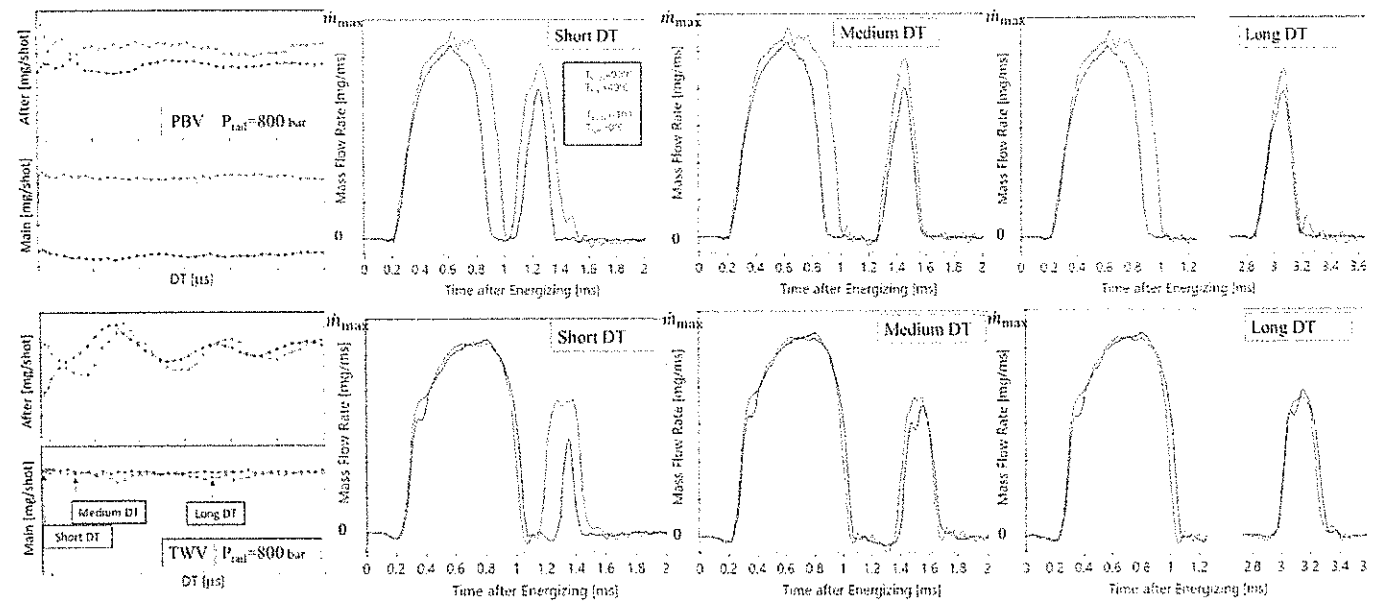 After [mg/shot]
Main [mg/shot]
PBV P_rail=800 bar
DT [µs]
ṁmax
Mass Flow Rate [mg/ms]
0
Short DT
0 0.2 0.4 0.6 0.8 1 1.2 1.4 1.6 1.8 2
Time after Energizing [ms]
ṁmax
Mass Flow Rate [mg/ms]
0
Medium DT
0 0.2 0.4 0.6 0.8 1 1.2 1.4 1.6 1.8 2
Time after Energizing [ms]
ṁmax
Mass Flow Rate [mg/ms]
0
Long DT
0 0.2 0.4 0.6 0.8 1 1.2 2.8 3 3.2 3.4 3.6
Time after Energizing [ms]
After [mg/shot]
Main [mg/shot]
Medium DT
Long DT
Short DT
TWV P_rail=800 bar
DT [µs]
ṁmax
Mass Flow Rate [mg/ms]
0
Short DT
0 0.2 0.4 0.6 0.8 1 1.2 1.4 1.6 1.8 2
Time after Energizing [ms]
ṁmax
Mass Flow Rate [mg/ms]
0
Medium DT
0 0.2 0.4 0.6 0.8 1 1.2 1.4 1.6 1.8 2
Time after Energizing [ms]
ṁmax
Mass Flow Rate [mg/ms]
0
Long DT
0 0.2 0.4 0.6 0.8 1 1.2 2.8 3 3.2 3.4
Time after Energizing [ms]